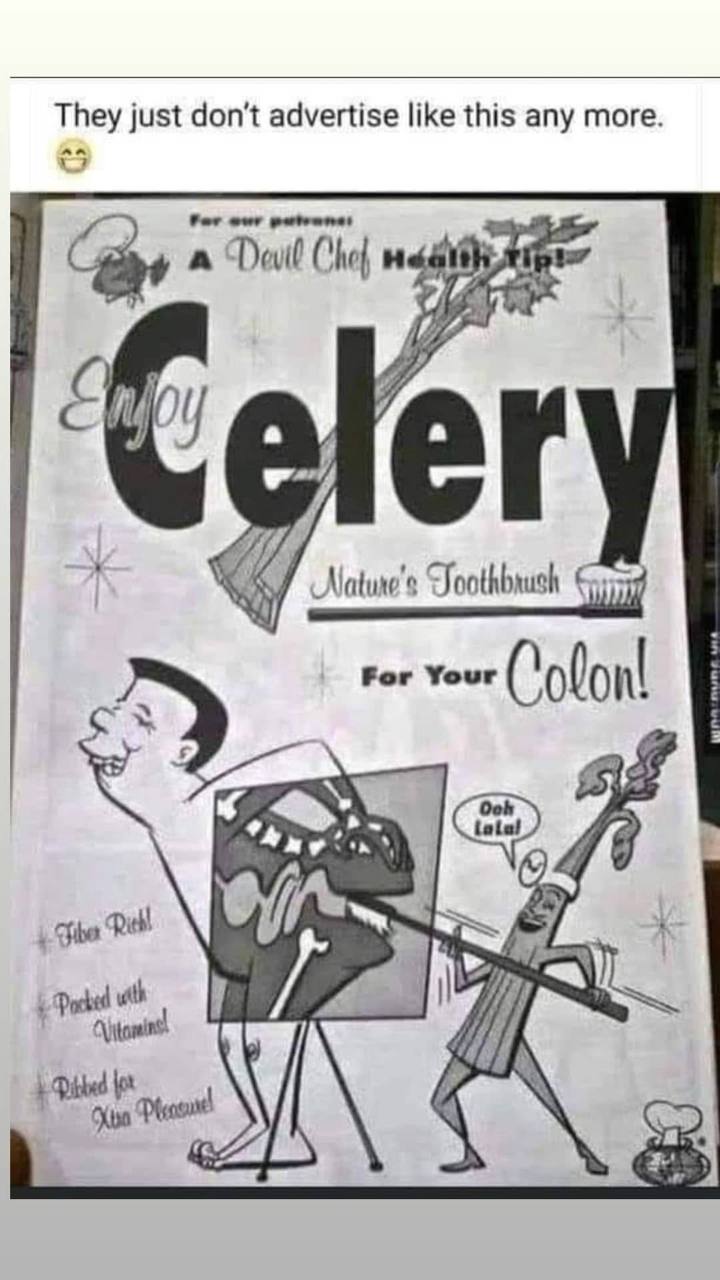 They just don't advertise like this any more.
😁
For our patrons:
A Devil Chef Health Tip!
Enjoy
Celery
Nature's Toothbrush
For Your Colon!
Ooh
LaLa!
Fiber Rich!
Packed with
Vitamins!
Ribbed for
Xtra Pleasure!